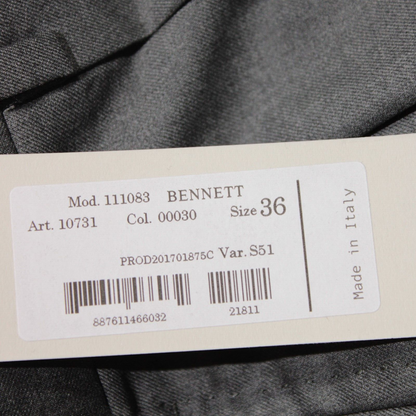 Mod. 111083 BENNETT
Art. 10731 Col. 00030 Size 36
PROD201701875C Var. S51
887611466032 21811
Made in Italy